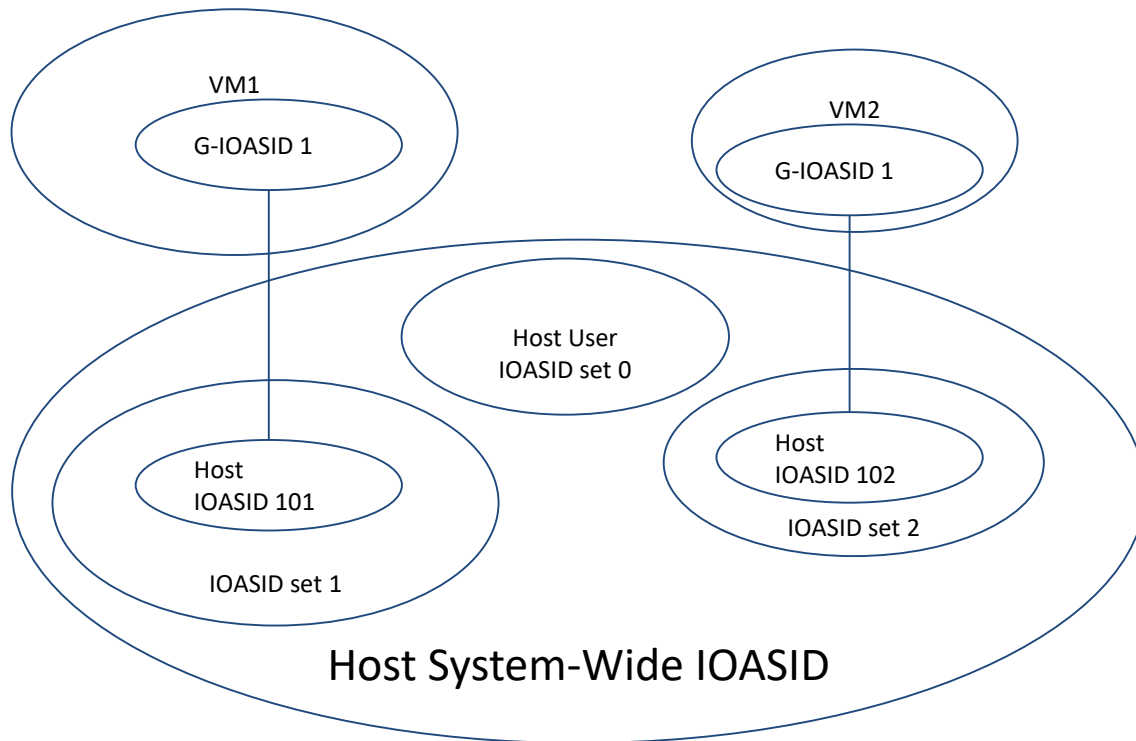 VM1
G-IOASID 1
VM2
G-IOASID 1
Host User
IOASID set 0
Host
IOASID 101
IOASID set 1
Host
IOASID 102
IOASID set 2
Host System-Wide IOASID